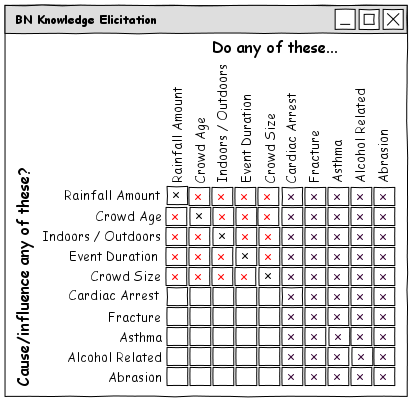 BN Knowledge Elicitation
Do any of these...
Rainfall Amount
Crowd Age
Indoors / Outdoors
Event Duration
Crowd Size
Cardiac Arrest
Fracture
Asthma
Alcohol Related
Abrasion
Cause/influence any of these?
Rainfall Amount
Crowd Age
Indoors / Outdoors
Event Duration
Crowd Size
Cardiac Arrest
Fracture
Asthma
Alcohol Related
Abrasion